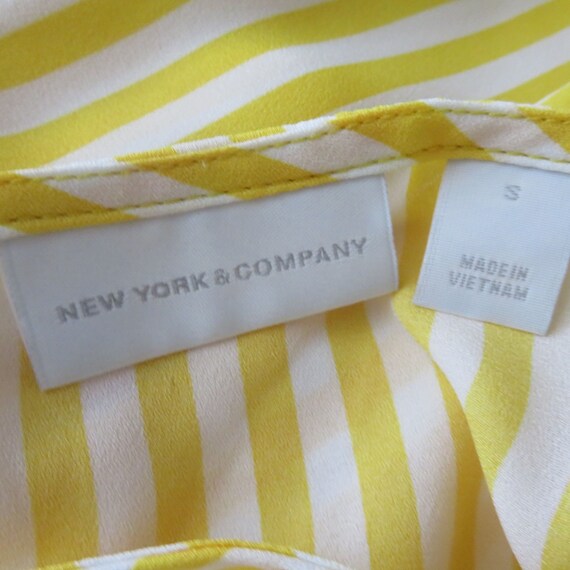 NEW YORK & COMPANY
S
MADE IN
VIETNAM